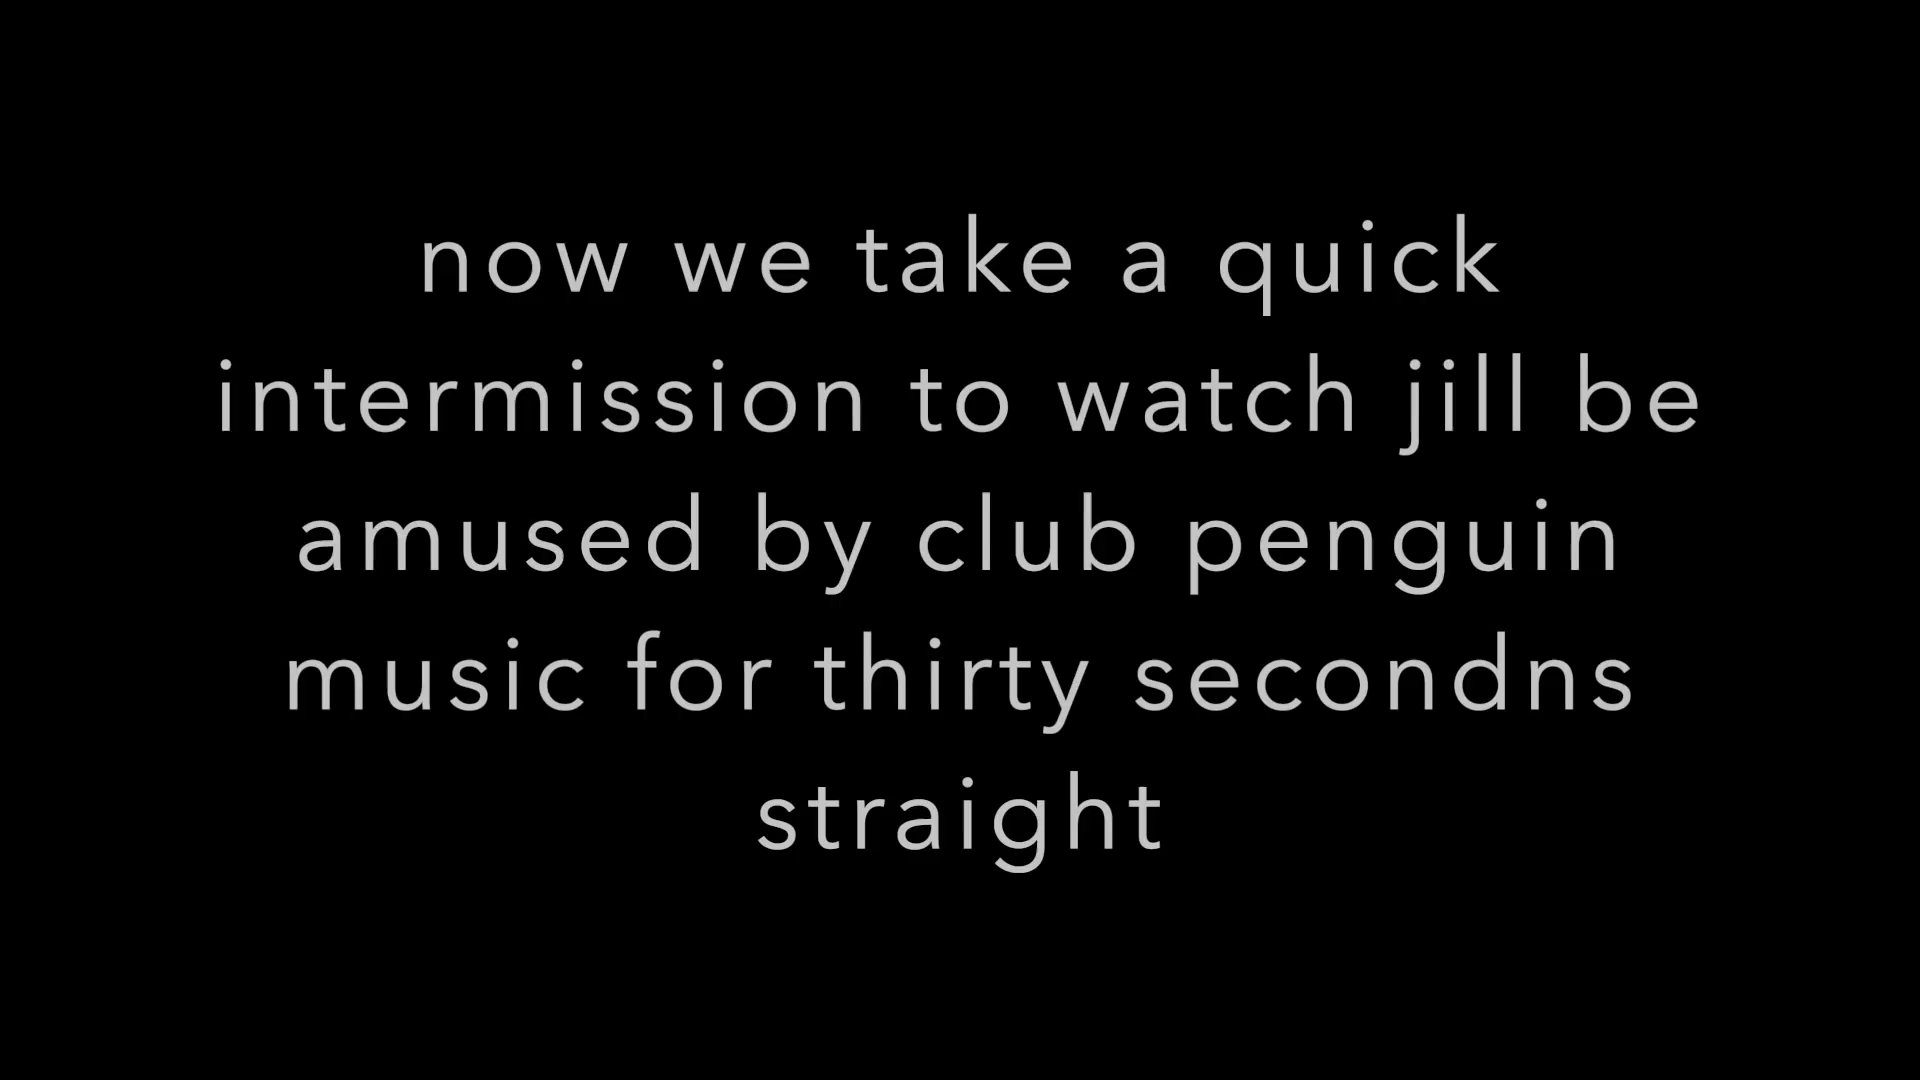 now we take a quick
intermission to watch jill be
amused by club penguin
music for thirty secondns
straight